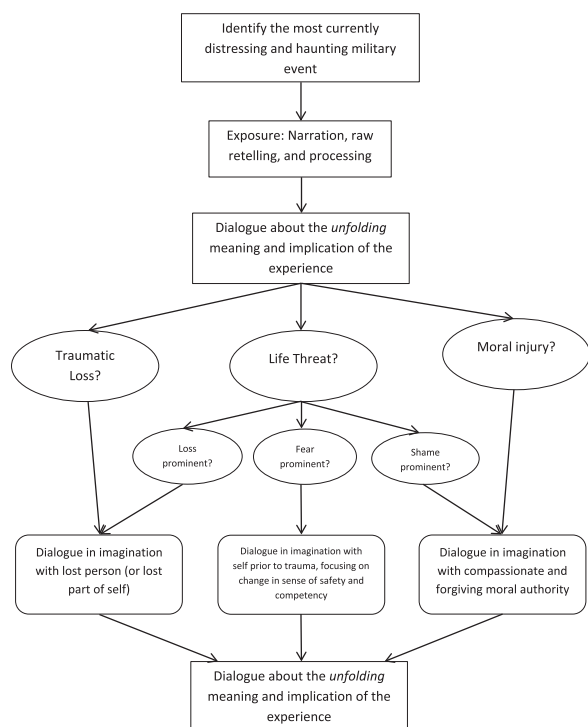 Identify the most currently
distressing and haunting military
event
Exposure: Narration, raw
retelling, and processing
Dialogue about the unfolding
meaning and implication of the
experience
Traumatic
Loss?
Life Threat?
Moral injury?
Loss
prominent?
Fear
prominent?
Shame
prominent?
Dialogue in imagination
with lost person (or lost
part of self)
Dialogue in imagination with
self prior to trauma, focusing on
change in sense of safety and
competency
Dialogue in imagination
with compassionate and
forgiving moral authority
Dialogue about the unfolding
meaning and implication of the
experience